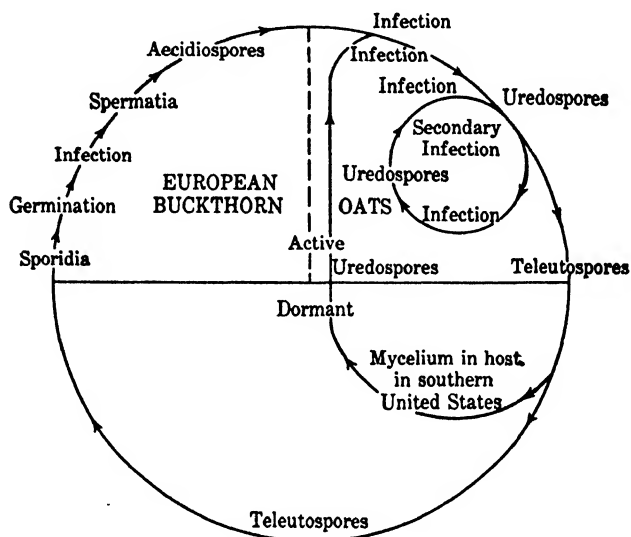 Infection
Aecidiospores
Infection
Spermatia
Infection
Uredospores
Secondary
Infection
Infection
Uredospores
EUROPEAN
BUCKTHORN
OATS
Germination
Infection
Active
Sporidia
Uredospores
Teleutospores
Dormant
Mycelium in host
in southern
United States
Teleutospores